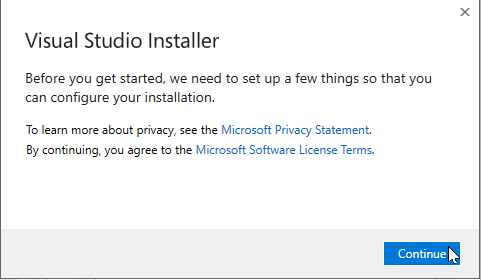 Visual Studio Installer
Before you get started, we need to set up a few things so that you
can configure your installation.
To learn more about privacy, see the Microsoft Privacy Statement.
By continuing, you agree to the Microsoft Software License Terms.
Continue